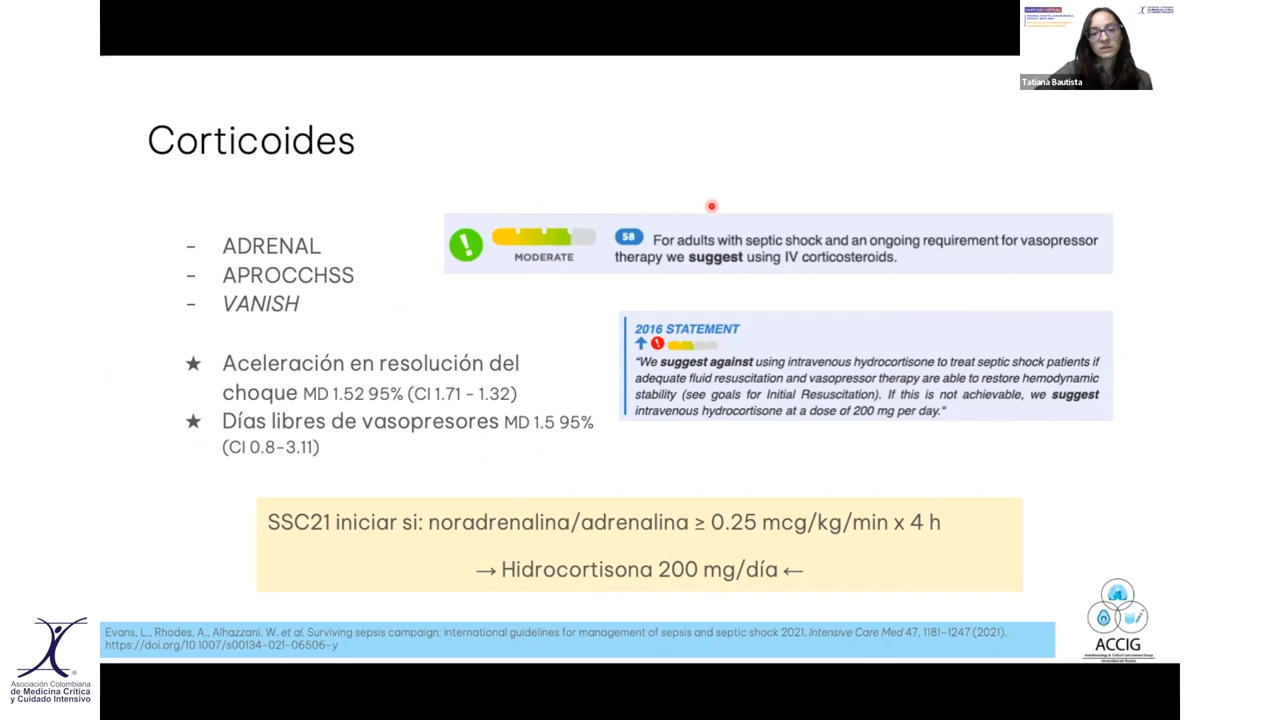 SIMPOSIO VIRTUAL
Tatiana Bautista
Corticoides
- ADRENAL
- APROCCHSS
- VANISH
★ Aceleración en resolución del
choque MD 1.52 95% (CI 1.71 - 1.32)
★ Días libres de vasopresores MD 1.5 95%
(CI 0.8-3.11)
MODERATE
58 For adults with septic shock and an ongoing requirement for vasopressor
therapy we suggest using IV corticosteroids.
2016 STATEMENT
"We suggest against using intravenous hydrocortisone to treat septic shock patients if
adequate fluid resuscitation and vasopressor therapy are able to restore hemodynamic
stability (see goals for Initial Resuscitation). If this is not achievable, we suggest
intravenous hydrocortisone at a dose of 200 mg per day."
SSC21 iniciar si: noradrenalina/adrenalina ≥ 0.25 mcg/kg/min x 4 h
→ Hidrocortisona 200 mg/día ←
Evans, L., Rhodes, A., Alhazzani, W. et al. Surviving sepsis campaign: international guidelines for management of sepsis and septic shock 2021. Intensive Care Med 47, 1181-1247 (2021).
https://doi.org/10.1007/s00134-021-06506-y
ACCIG
Asociación Colombiana
de Medicina Crítica
y Cuidado Intensivo